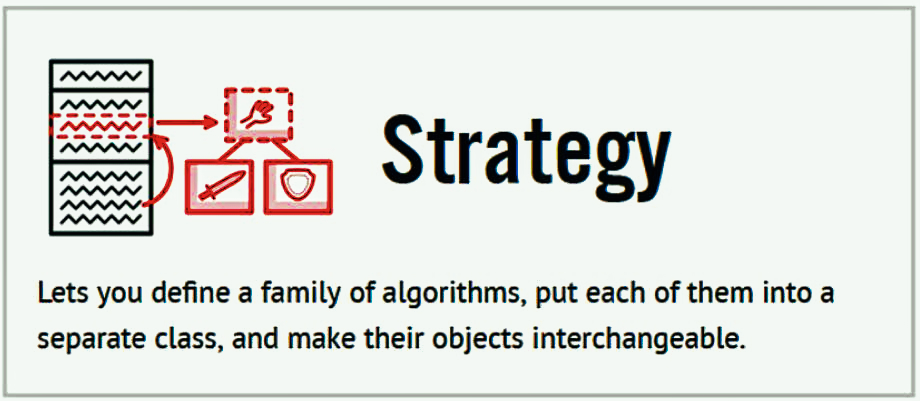 Strategy
Lets you define a family of algorithms, put each of them into a
separate class, and make their objects interchangeable.